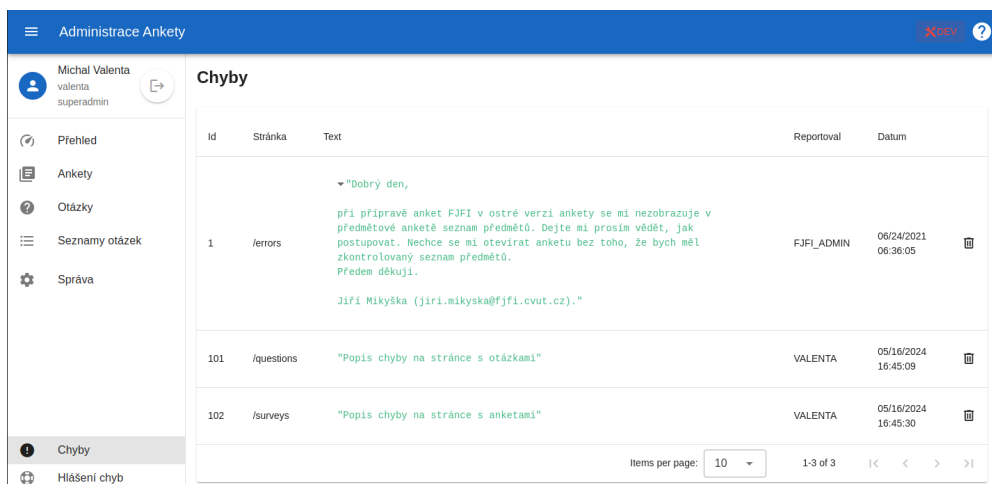 Administrace Ankety
DEV
Michal Valenta
valenta
superadmin
Přehled
Ankety
Otázky
Seznamy otázek
Správa
Chyby
Hlášení chyb
Chyby
Id Stránka Text Reportoval Datum
1 /errors
"Dobrý den,
při přípravě anket FJFI v ostré verzi ankety se mi nezobrazuje v
předmětové anketě seznam předmětů. Dejte mi prosím vědět, jak
postupovat. Nechce se mi otevírat anketu bez toho, že bych měl
zkontrolovaný seznam předmětů.
Předem děkuji.
Jiří Mikyška (jiri.mikyska@fjfi.cvut.cz)."
FJFI_ADMIN
06/24/2021
06:36:05
101 /questions "Popis chyby na stránce s otázkami" VALENTA
05/16/2024
16:45:09
102 /surveys "Popis chyby na stránce s anketami" VALENTA
05/16/2024
16:45:30
Items per page: 10 1-3 of 3